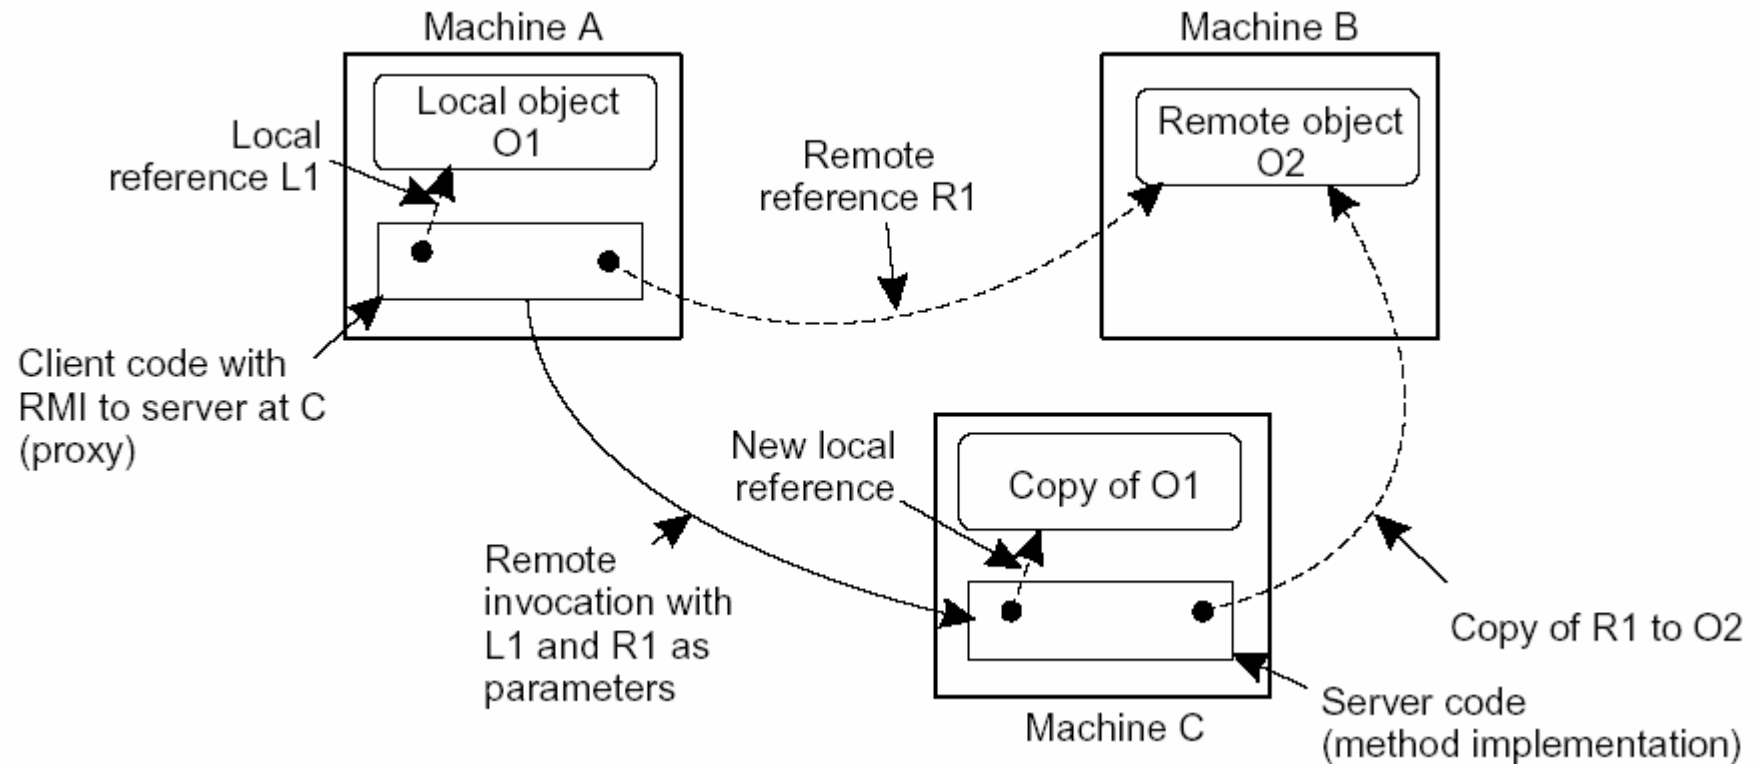 Machine A
Machine B
Local object
O1
Remote object
O2
Local
reference L1
Remote
reference R1
Client code with
RMI to server at C
(proxy)
New local
reference
Copy of O1
Remote
invocation with
L1 and R1 as
parameters
Copy of R1 to O2
Server code
(method implementation)
Machine C